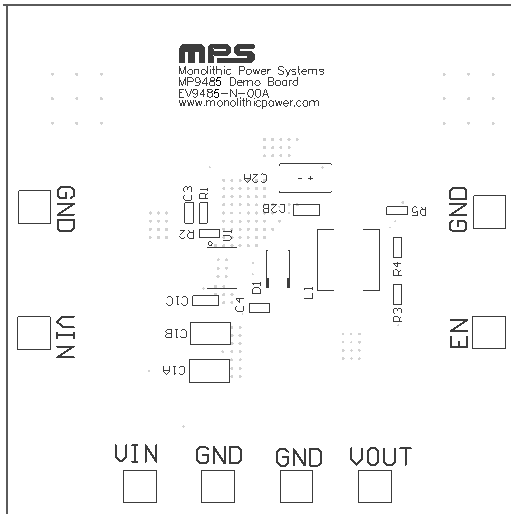 MPS
Monolithic Power Systems
MP9485 Demo Board
EV9485-N-00A
www.monolithicpower.com
C2A
- +
C3
R1
C2B
R5
GND
GND
R2
U1
R4
D1
L1
C1C
C4
R3
VIN
C1B
EN
C1A
VIN
GND
GND
VOUT